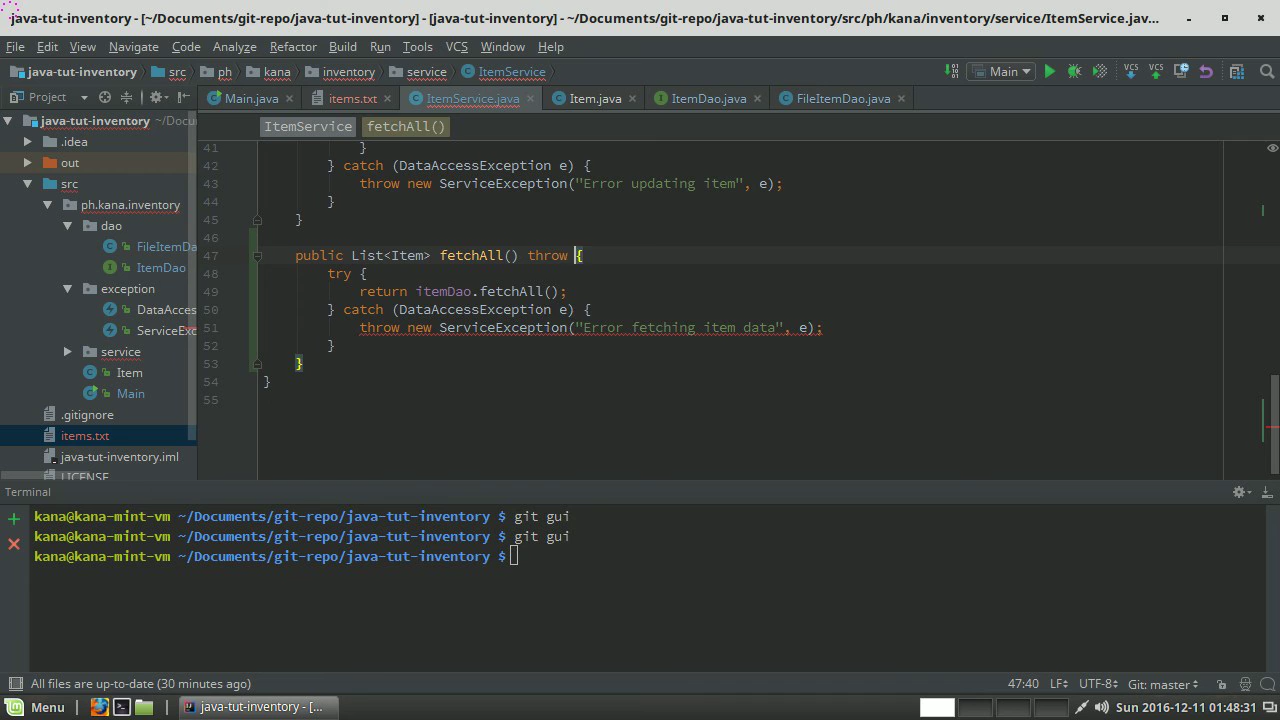 java-tut-inventory - [~/Documents/git-repo/java-tut-inventory] - [java-tut-inventory] - ~/Documents/git-repo/java-tut-inventory/src/ph/kana/inventory/service/ItemService.jav...
File Edit View Navigate Code Analyze Refactor Build Run Tools VCS Window Help
java-tut-inventory src ph kana inventory service ItemService Main VCS VCS
Project Main.java items.txt ItemService.java Item.java ItemDao.java FileItemDao.java
java-tut-inventory ~/Docu
.idea
out
src
ph.kana.inventory
dao
FileItemDa
ItemDao
exception
DataAcces
ServiceExc
service
Item
Main
.gitignore
items.txt
java-tut-inventory.iml
LICENSE
ItemService fetchAll()
41 }
42 } catch (DataAccessException e) {
43 throw new ServiceException("Error updating item", e);
44 }
45 }
46
47 public List<Item> fetchAll() throw {
48 try {
49 return itemDao.fetchAll();
50 } catch (DataAccessException e) {
51 throw new ServiceException("Error fetching item data", e);
52 }
53 }
54 }
55
Terminal
kana@kana-mint-vm ~/Documents/git-repo/java-tut-inventory $ git gui
kana@kana-mint-vm ~/Documents/git-repo/java-tut-inventory $ git gui
kana@kana-mint-vm ~/Documents/git-repo/java-tut-inventory $
All files are up-to-date (30 minutes ago) 47:40 LF UTF-8 Git: master
Menu java-tut-inventory - [... Sun 2016-12-11 01:48:31